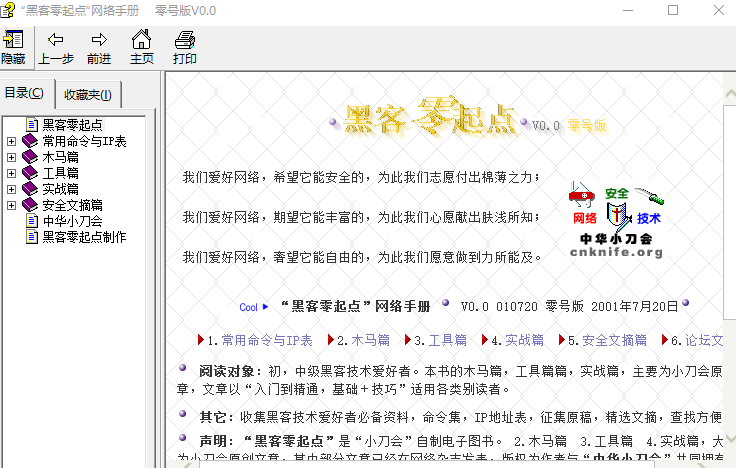 “黑客零起点”网络手册 零号版V0.0
隐藏 上一步 前进 主页 打印
目录(C) 收藏夹(I)
黑客零起点
常用命令与IP表
木马篇
工具篇
实战篇
安全文摘篇
中华小刀会
黑客零起点制作
黑客零起点 V0.0 零号版
我们爱好网络，希望它能安全的，为此我们志愿付出棉薄之力；
我们爱好网络，期望它能丰富的，为此我们心愿献出肤浅所知；
我们爱好网络，奢望它能自由的，为此我们愿意做到力所能及。
安全
网络 技术
中华小刀会
cnknife.org
Cool “黑客零起点”网络手册 V0.0 010720 零号版 2001年7月20日
1.常用命令与IP表 2.木马篇 3.工具篇 4.实战篇 5.安全文摘篇 6.论坛文
阅读对象：初，中级黑客技术爱好者。本书的木马篇，工具篇篇，实战篇，主要为小刀会原
章，文章以“入门到精通，基础＋技巧”适用各类别读者。
其它：收集黑客技术爱好者必备资料，命令集，IP地址表，征集原稿，精选文摘，查找方便
声明：“黑客零起点”是“小刀会”自制电子图书。 2.木马篇 3.工具篇 4.实战篇，大
为小刀会原创文章，其中部分文章已经在网络杂志发表，版权为作者与“中华小刀会”共同拥有